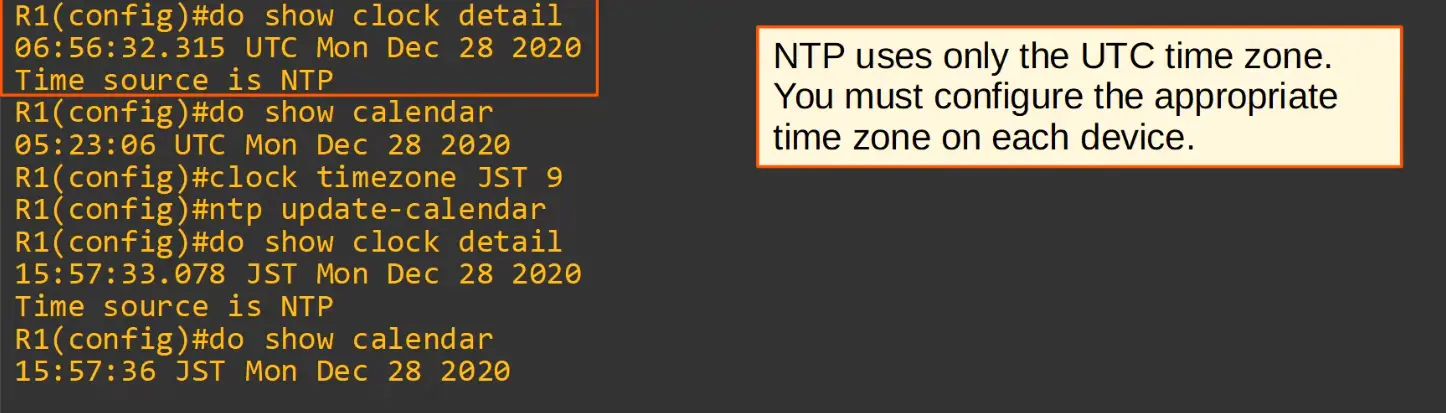 R1(config)#do show clock detail
06:56:32.315 UTC Mon Dec 28 2020
Time source is NTP
R1(config)#do show calendar
05:23:06 UTC Mon Dec 28 2020
R1(config)#clock timezone JST 9
R1(config)#ntp update-calendar
R1(config)#do show clock detail
15:57:33.078 JST Mon Dec 28 2020
Time source is NTP
R1(config)#do show calendar
15:57:36 JST Mon Dec 28 2020
NTP uses only the UTC time zone.
You must configure the appropriate
time zone on each device.